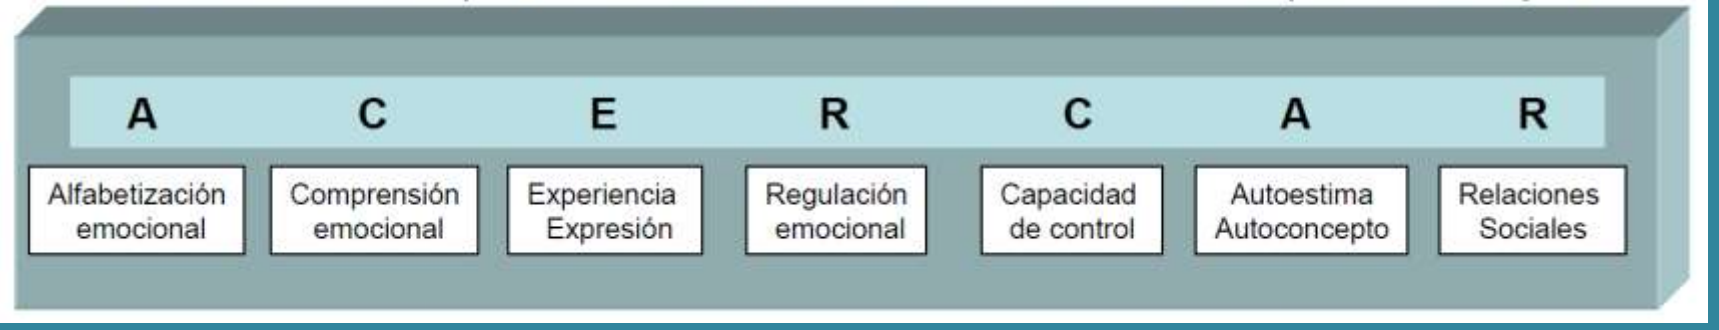 A C E R C A R
Alfabetización
emocional
Comprensión
emocional
Experiencia
Expresión
Regulación
emocional
Capacidad
de control
Autoestima
Autoconcepto
Relaciones
Sociales